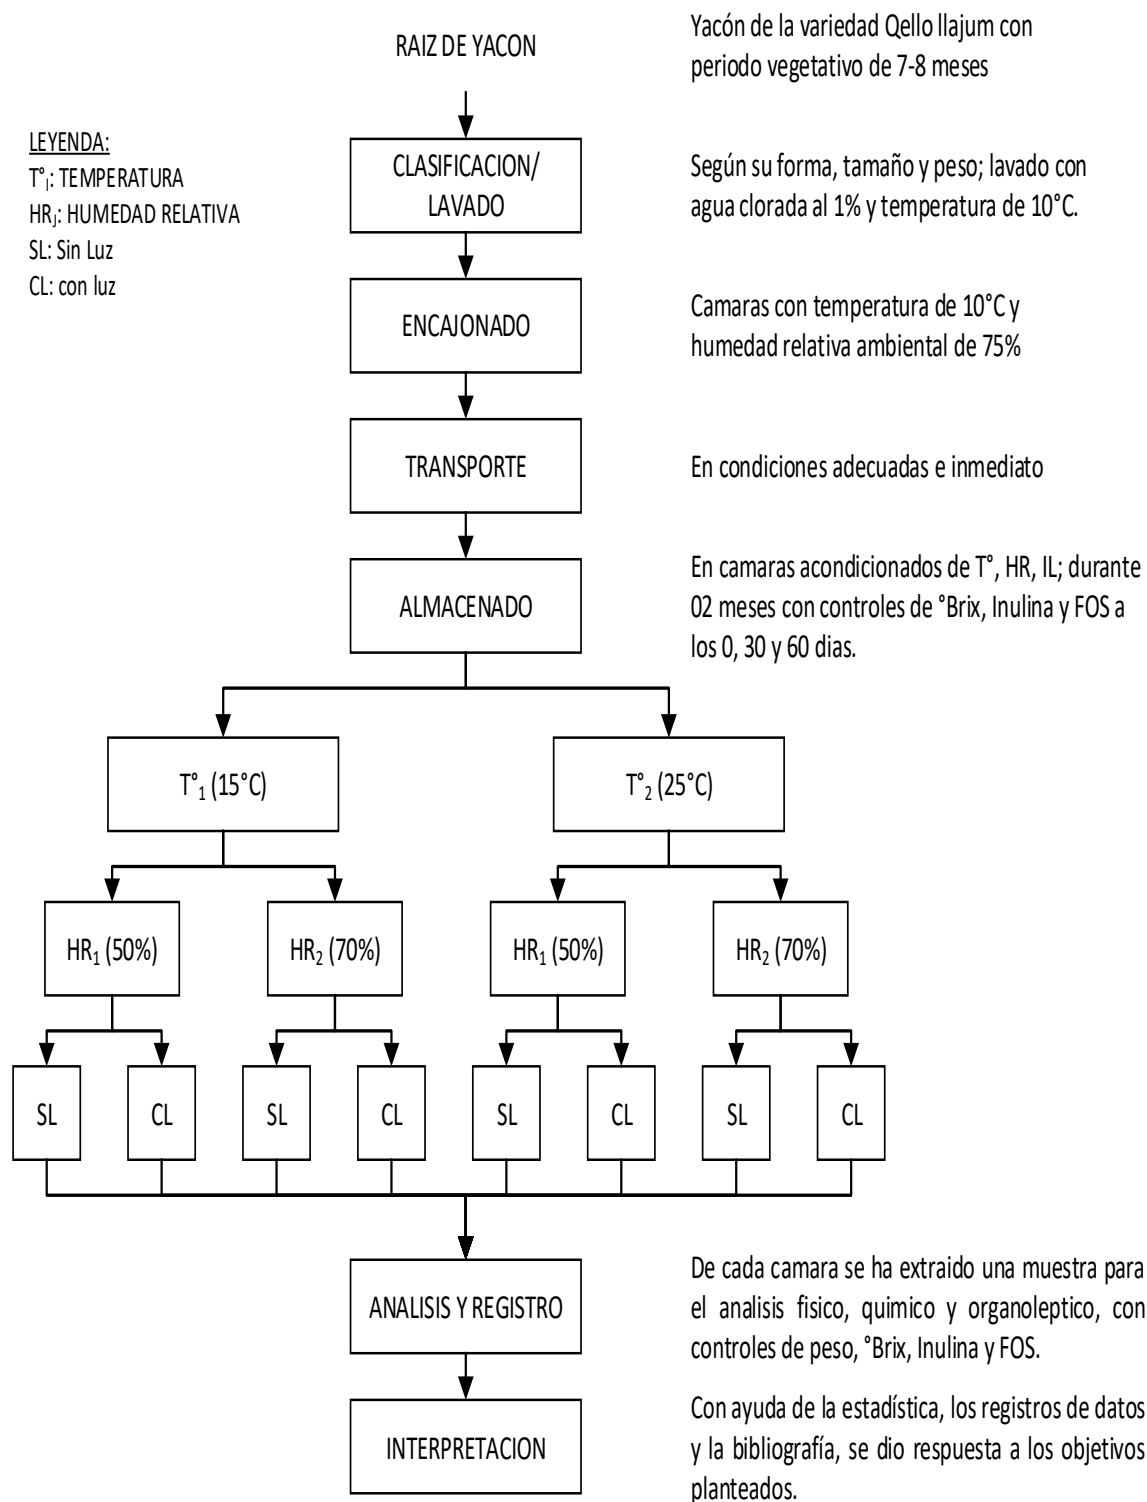 RAIZ DE YACON
Yacón de la variedad Qello llajum con
periodo vegetativo de 7-8 meses
LEYENDA:
T°I: TEMPERATURA
HRJ: HUMEDAD RELATIVA
SL: Sin Luz
CL: con luz
CLASIFICACION/
LAVADO
Según su forma, tamaño y peso; lavado con
agua clorada al 1% y temperatura de 10°C.
ENCAJONADO
Camaras con temperatura de 10°C y
humedad relativa ambiental de 75%
TRANSPORTE
En condiciones adecuadas e inmediato
ALMACENADO
En camaras acondicionados de T°, HR, IL; durante
02 meses con controles de °Brix, Inulina y FOS a
los 0, 30 y 60 dias.
T°1 (15°C)
T°2 (25°C)
HR1 (50%)
HR2 (70%)
HR1 (50%)
HR2 (70%)
SL
CL
SL
CL
SL
CL
SL
CL
ANALISIS Y REGISTRO
De cada camara se ha extraido una muestra para
el analisis fisico, quimico y organoleptico, con
controles de peso, °Brix, Inulina y FOS.
INTERPRETACION
Con ayuda de la estadística, los registros de datos
y la bibliografía, se dio respuesta a los objetivos
planteados.